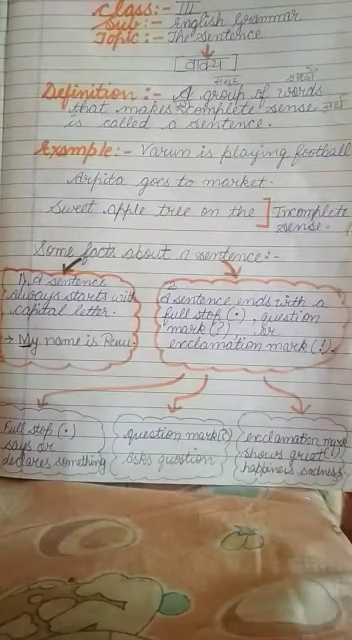 Class:- III
Sub:- English Grammar
Topic:- The sentence
वाक्य
समूह शब्दों
Definition:- A group of words
that makes complete sense अर्थ
is called a sentence.
Example:- Varun is playing football
Arpita goes to market.
Sweet apple tree on the ] Incomplete
sense.
Some facts about a sentence:-
1. A sentence
always starts with
capital letter.
→ My name is
2
A sentence ends with a
full stop (.), question
mark (?) or
exclamation mark (!).
Full stop (.)
says or
declares something
question mark (?)
asks question
exclamation mark
shows great (!)
happiness sadness